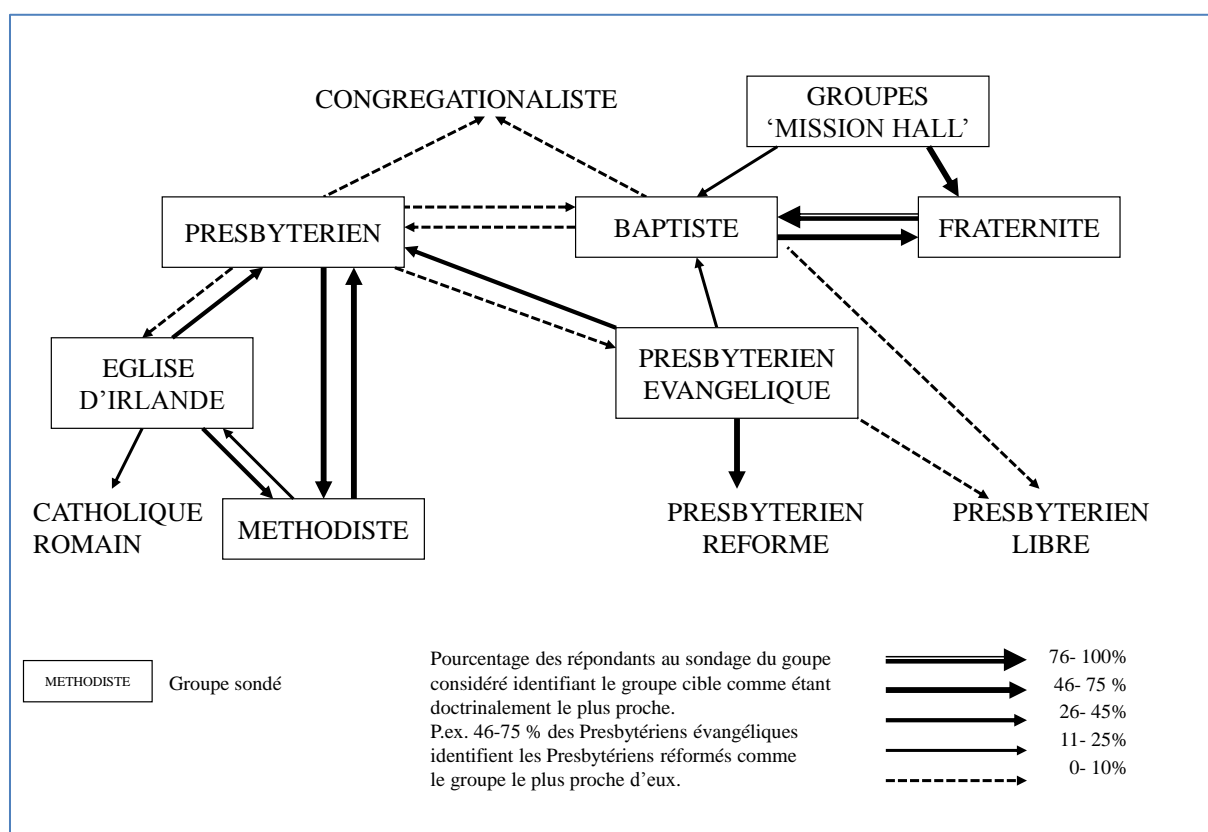 CONGREGATIONALISTE
GROUPES
‘MISSION HALL’
PRESBYTERIEN
BAPTISTE
FRATERNITE
EGLISE
D’IRLANDE
PRESBYTERIEN
EVANGELIQUE
CATHOLIQUE
ROMAIN
METHODISTE
PRESBYTERIEN
REFORME
PRESBYTERIEN
LIBRE
METHODISTE
Groupe sondé
Pourcentage des répondants au sondage du goupe
considéré identifiant le groupe cible comme étant
doctrinalement le plus proche.
P.ex. 46-75 % des Presbytériens évangéliques
identifient les Presbytériens réformés comme
le groupe le plus proche d’eux.
76- 100%
46- 75 %
26- 45%
11- 25%
0- 10%